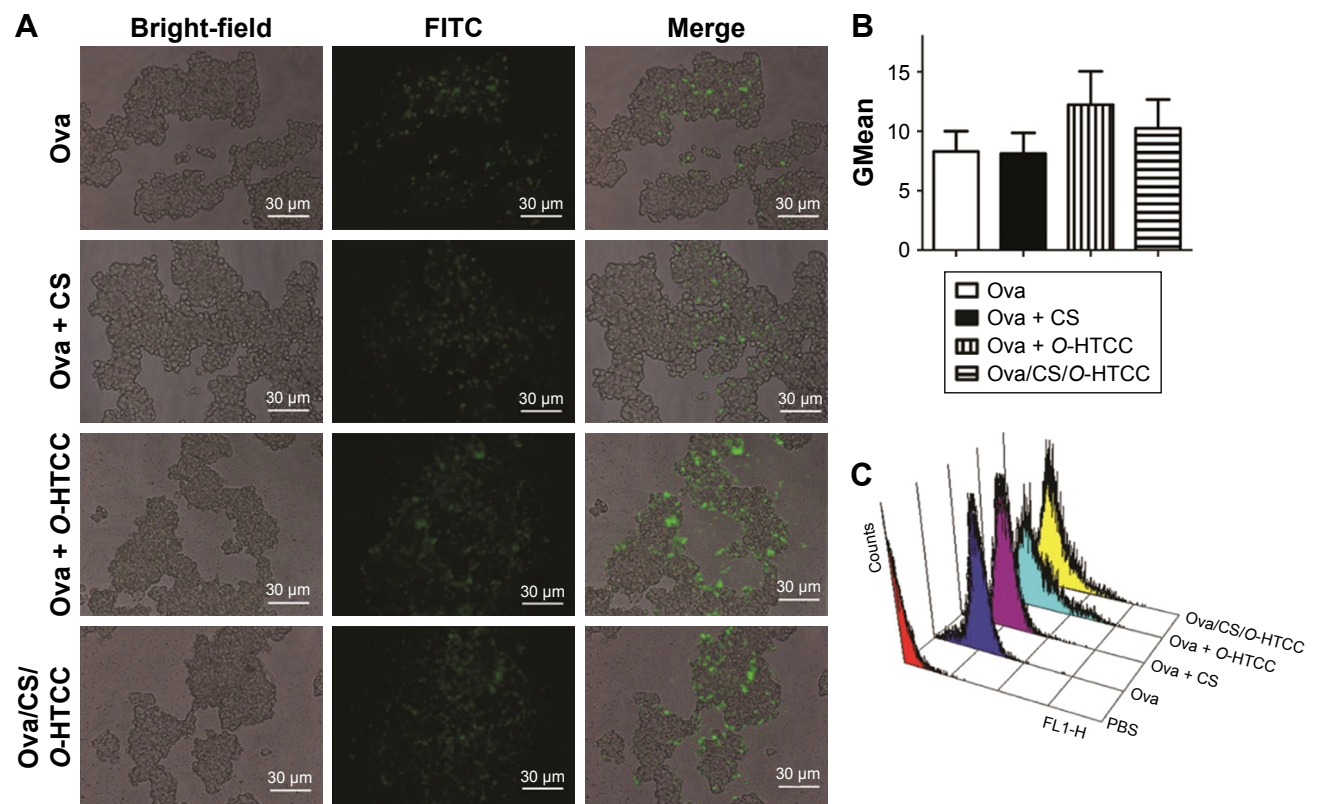 A
Bright-field
FITC
Merge
Ova
30 μm
30 μm
30 μm
Ova + CS
30 μm
30 μm
30 μm
Ova + O-HTCC
30 μm
30 μm
30 μm
Ova/CS/
O-HTCC
30 μm
30 μm
30 μm
B
GMean
15
10
5
0
Ova
Ova + CS
Ova + O-HTCC
Ova/CS/O-HTCC
C
Counts
Ova/CS/O-HTCC
Ova + O-HTCC
Ova + CS
Ova
PBS
FL1-H